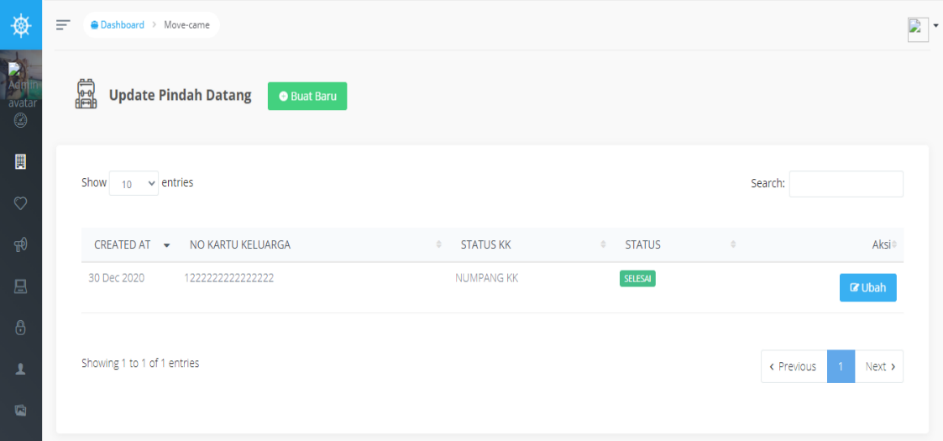 Dashboard > Move-came
Admin
avatar
Update Pindah Datang
Buat Baru
Show 10 entries
Search:
CREATED AT NO KARTU KELUARGA STATUS KK STATUS Aksi
30 Dec 2020 1222222222222222 NUMPANG KK SELESAI Ubah
Showing 1 to 1 of 1 entries
‹ Previous 1 Next ›